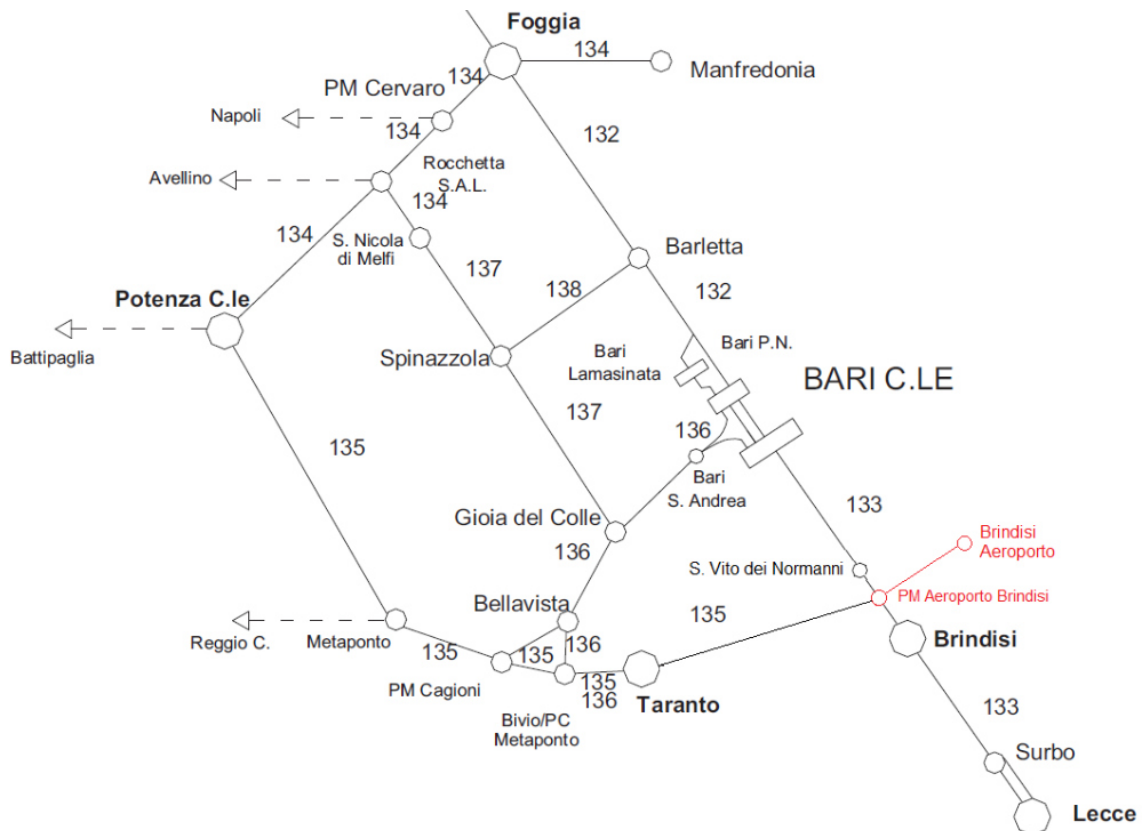 Foggia
134
Manfredonia
134
PM Cervaro
Napoli
134
132
Avellino
Rocchetta
S.A.L.
134
134
S. Nicola
di Melfi
Barletta
137
138
132
Potenza C.le
Battipaglia
Spinazzola
Bari
Lamasinata
Bari P.N.
BARI C.LE
137
136
135
Bari
S. Andrea
Gioia del Colle
133
136
Brindisi
Aeroporto
S. Vito dei Normanni
PM Aeroporto Brindisi
Bellavista
135
Reggio C.
Metaponto
136
Brindisi
135
135
PM Cagioni
135
136
Taranto
Bivio/PC
Metaponto
133
Surbo
Lecce